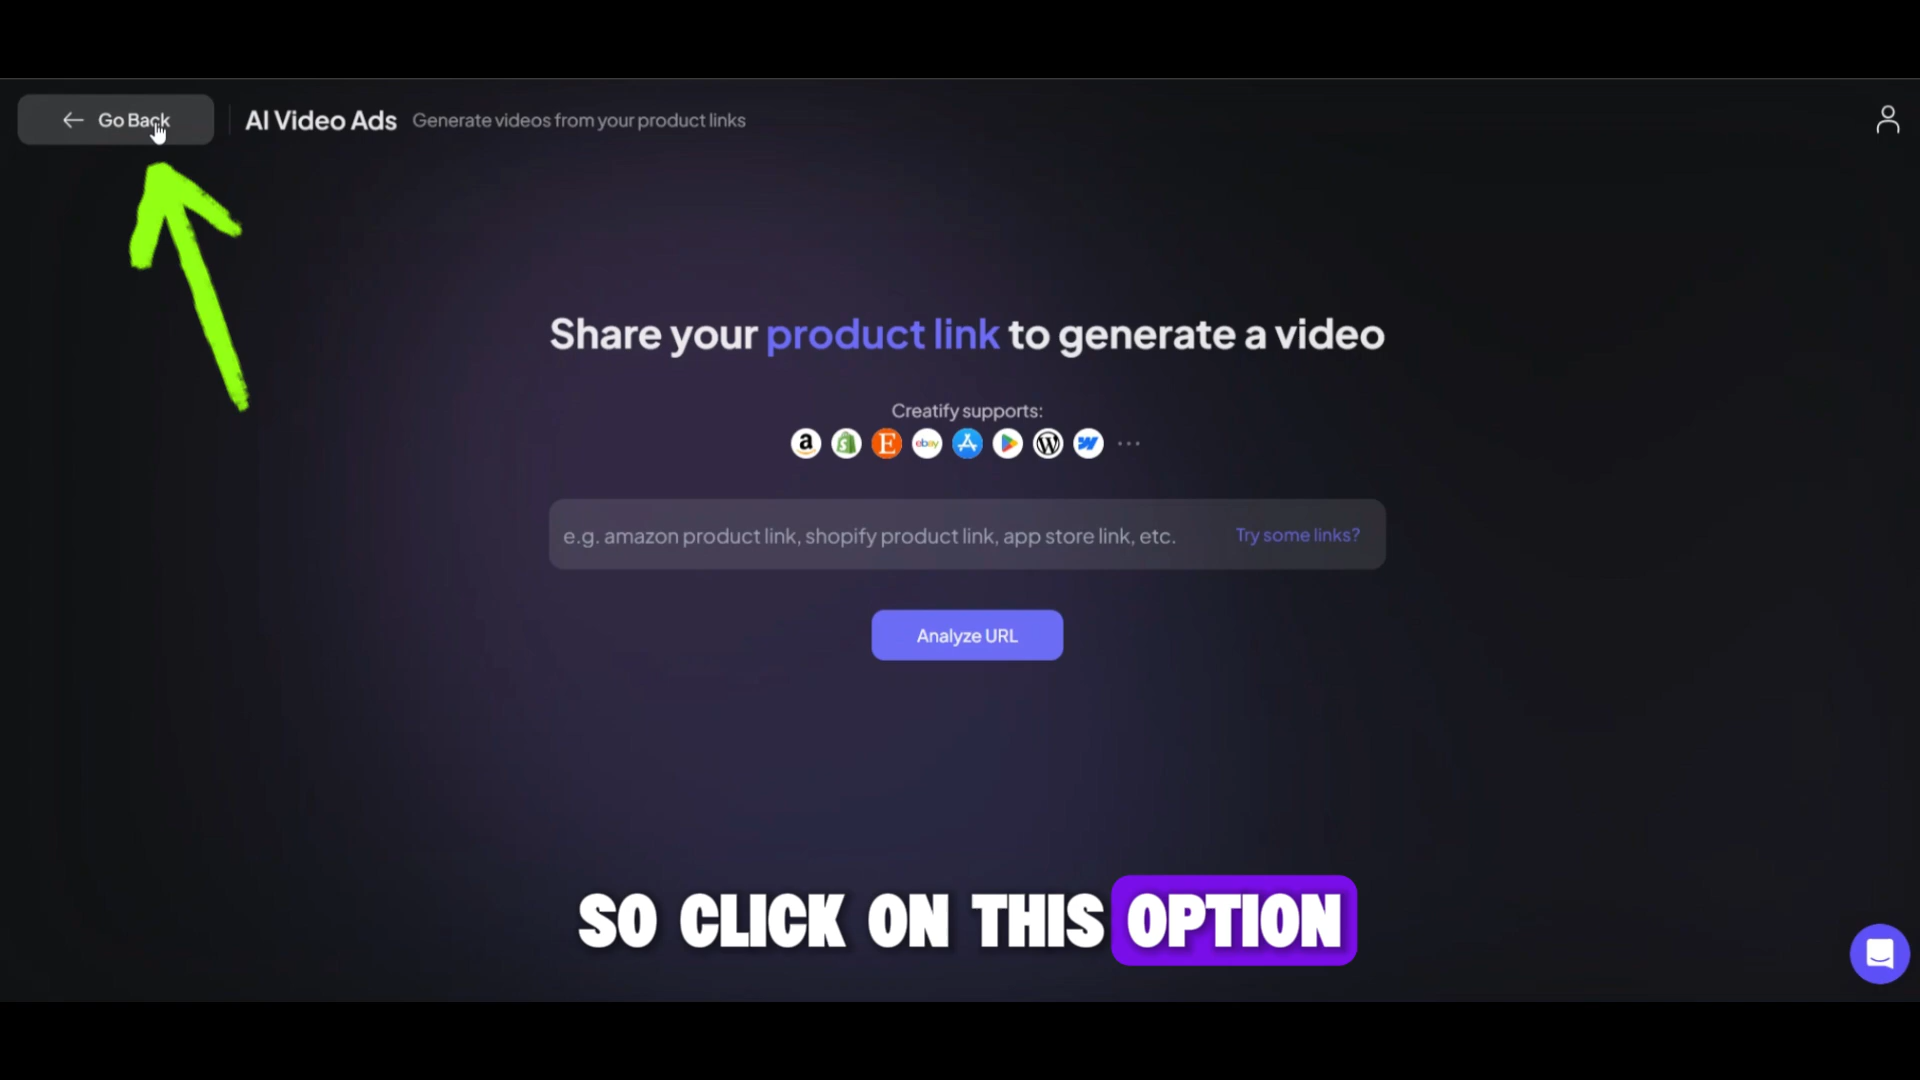 Go Back
AI Video Ads
Generate videos from your product links
Share your product link to generate a video
Creatify supports:
a
S
E
ebay
W
e.g. amazon product link, shopify product link, app store link, etc.
Try some links?
Analyze URL
SO CLICK ON THIS OPTION